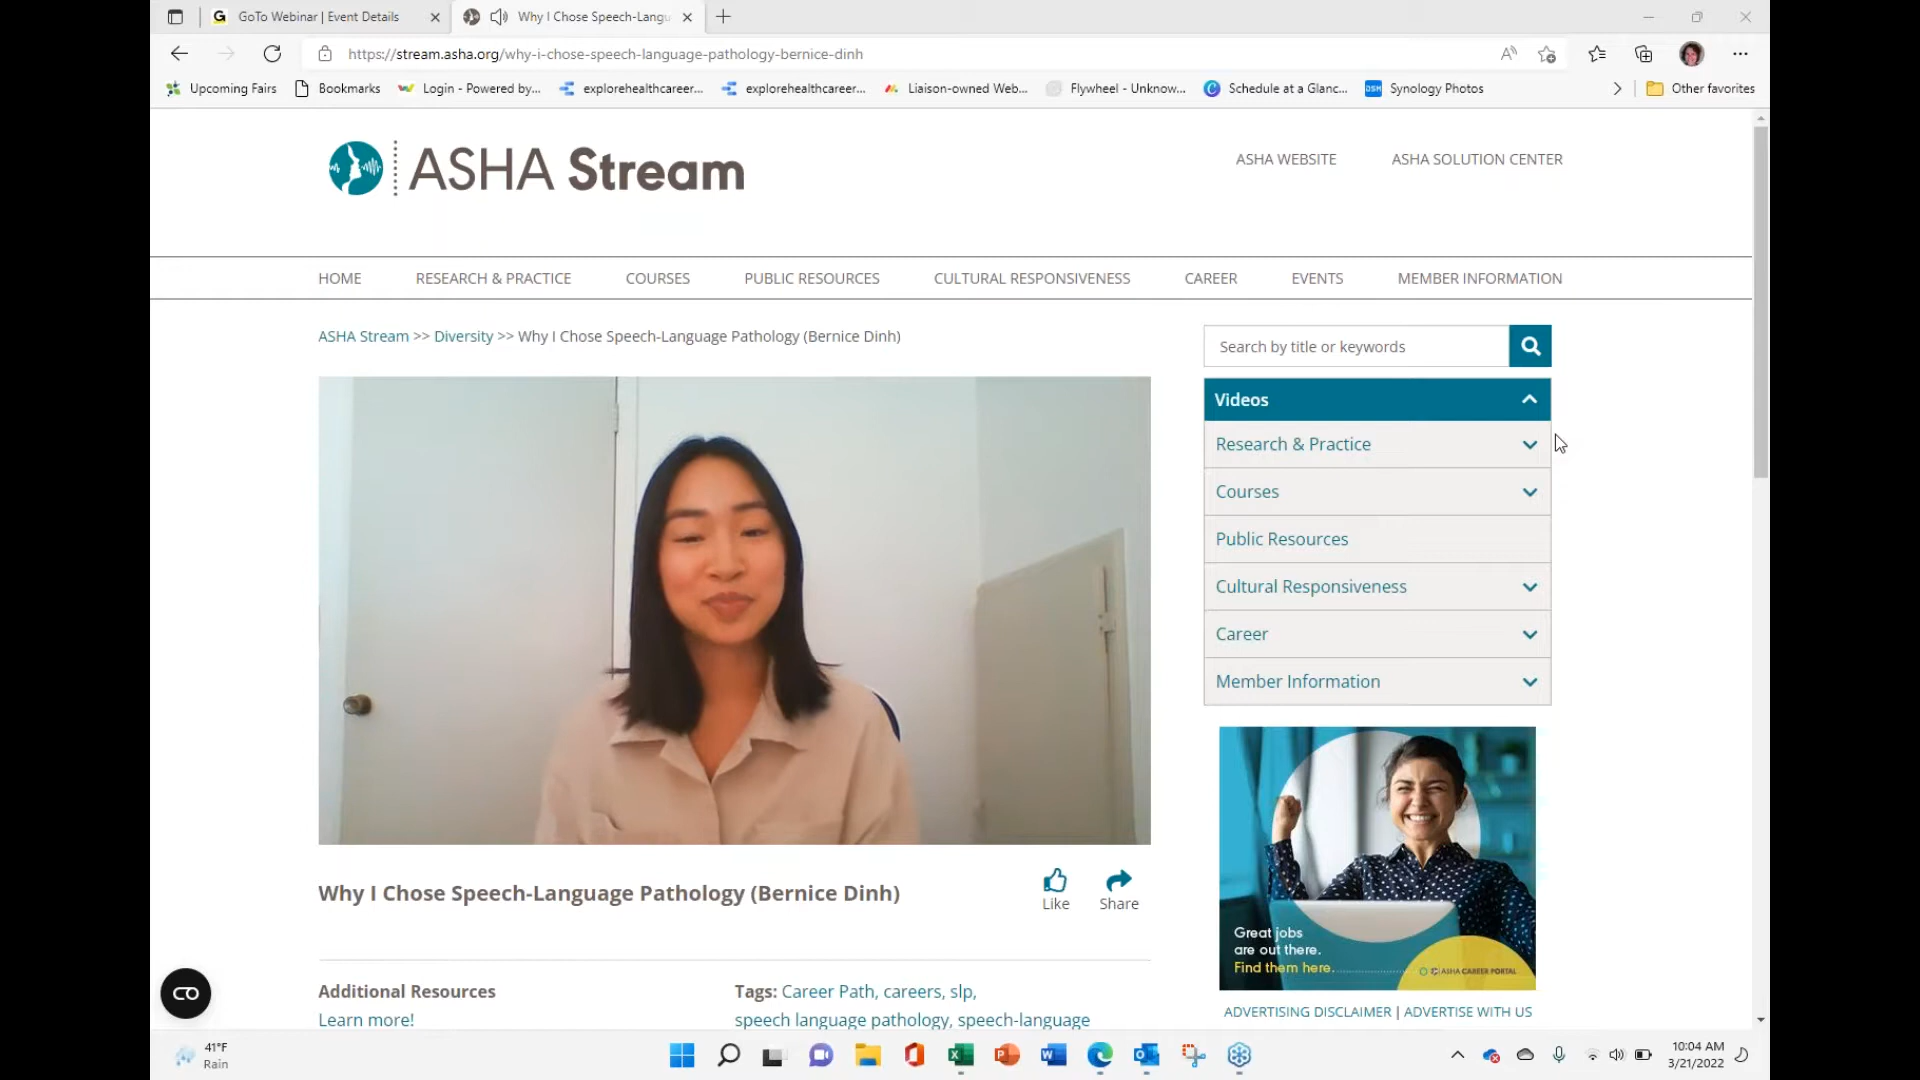 GoTo Webinar | Event Details
Why I Chose Speech-Langu
https://stream.asha.org/why-i-chose-speech-language-pathology-bernice-dinh
Upcoming Fairs
Bookmarks
Login - Powered by...
explorehealthcareer...
explorehealthcareer...
Liaison-owned Web...
Flywheel - Unknow...
Schedule at a Glanc...
Synology Photos
Other favorites
ASHA Stream
ASHA WEBSITE
ASHA SOLUTION CENTER
HOME
RESEARCH & PRACTICE
COURSES
PUBLIC RESOURCES
CULTURAL RESPONSIVENESS
CAREER
EVENTS
MEMBER INFORMATION
ASHA Stream >> Diversity >> Why I Chose Speech-Language Pathology (Bernice Dinh)
Search by title or keywords
Videos
Research & Practice
Courses
Public Resources
Cultural Responsiveness
Career
Member Information
Great jobs
are out there.
Find them here.
ASHA CAREER PORTAL
ADVERTISING DISCLAIMER | ADVERTISE WITH US
Why I Chose Speech-Language Pathology (Bernice Dinh)
Like
Share
Additional Resources
Learn more!
Tags: Career Path, careers, slp,
speech language pathology, speech-language
41°F
Rain
10:04 AM
3/21/2022